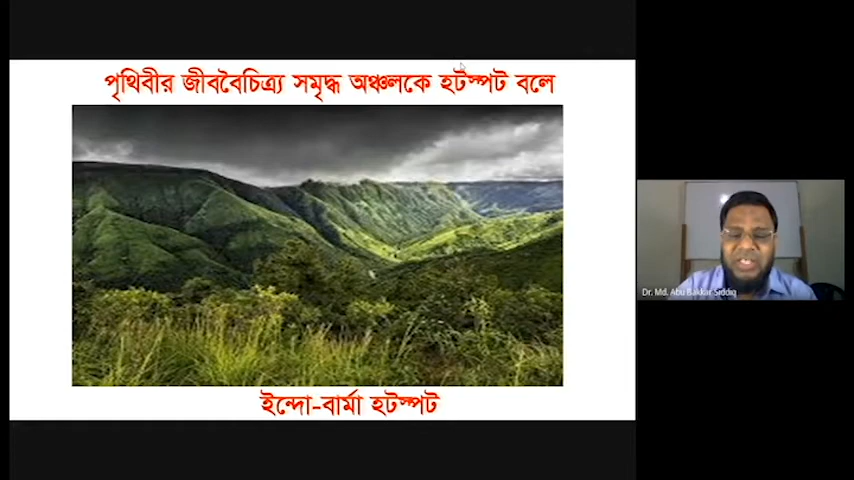 পৃথিবীর জীববৈচিত্র্য সমৃদ্ধ অঞ্চলকে হটস্পট বলে
Dr. Md. Abu Bakkar Siddiq
ইন্দো-বার্মা হটস্পট